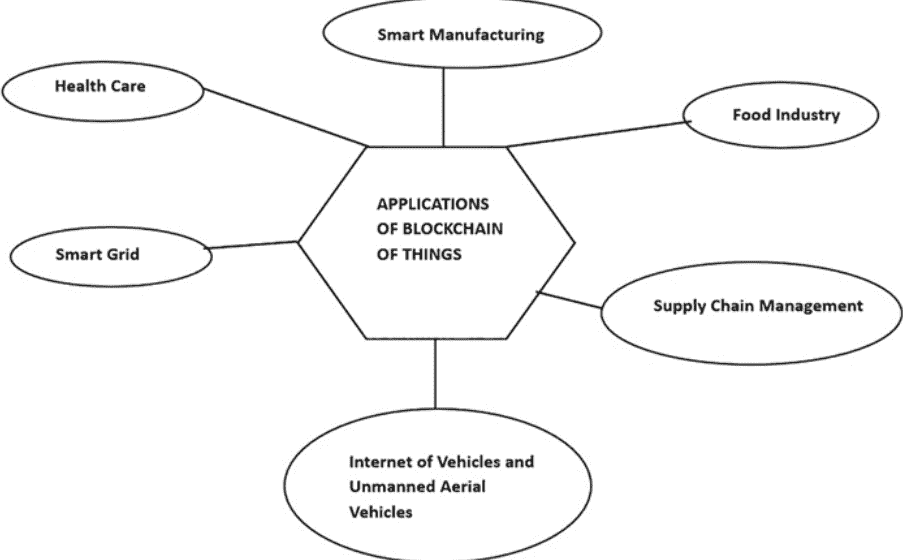 Smart Manufacturing
Health Care
Food Industry
APPLICATIONS
OF BLOCKCHAIN
OF THINGS
Smart Grid
Supply Chain Management
Internet of Vehicles and
Unmanned Aerial
Vehicles